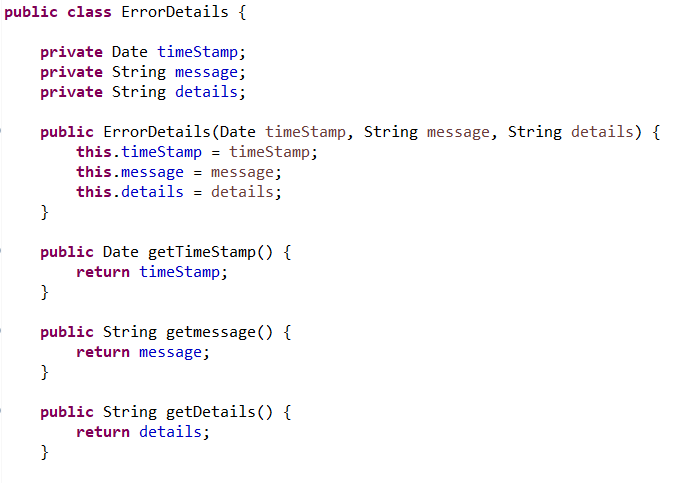 public class ErrorDetails {
private Date timeStamp;
private String message;
private String details;
public ErrorDetails(Date timeStamp, String message, String details) {
this.timeStamp = timeStamp;
this.message = message;
this.details = details;
}
public Date getTimeStamp() {
return timeStamp;
}
public String getmessage() {
return message;
}
public String getDetails() {
return details;
}